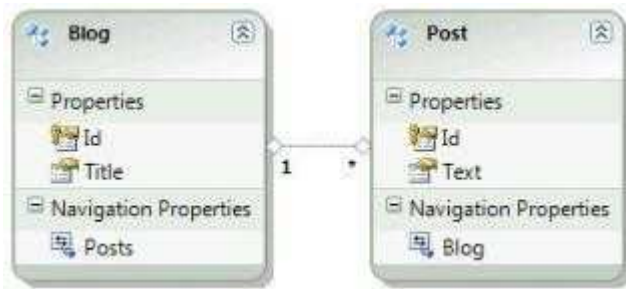 Blog
Properties
Id
Title
Navigation Properties
Posts
1
*
Post
Properties
Id
Text
Navigation Properties
Blog